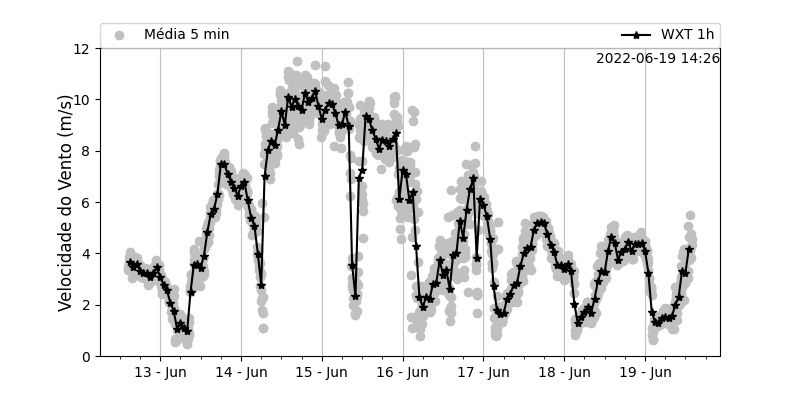 Média 5 min
WXT 1h
2022-06-19 14:26
Velocidade do Vento (m/s)
12
10
8
6
4
2
0
13 - Jun
14 - Jun
15 - Jun
16 - Jun
17 - Jun
18 - Jun
19 - Jun